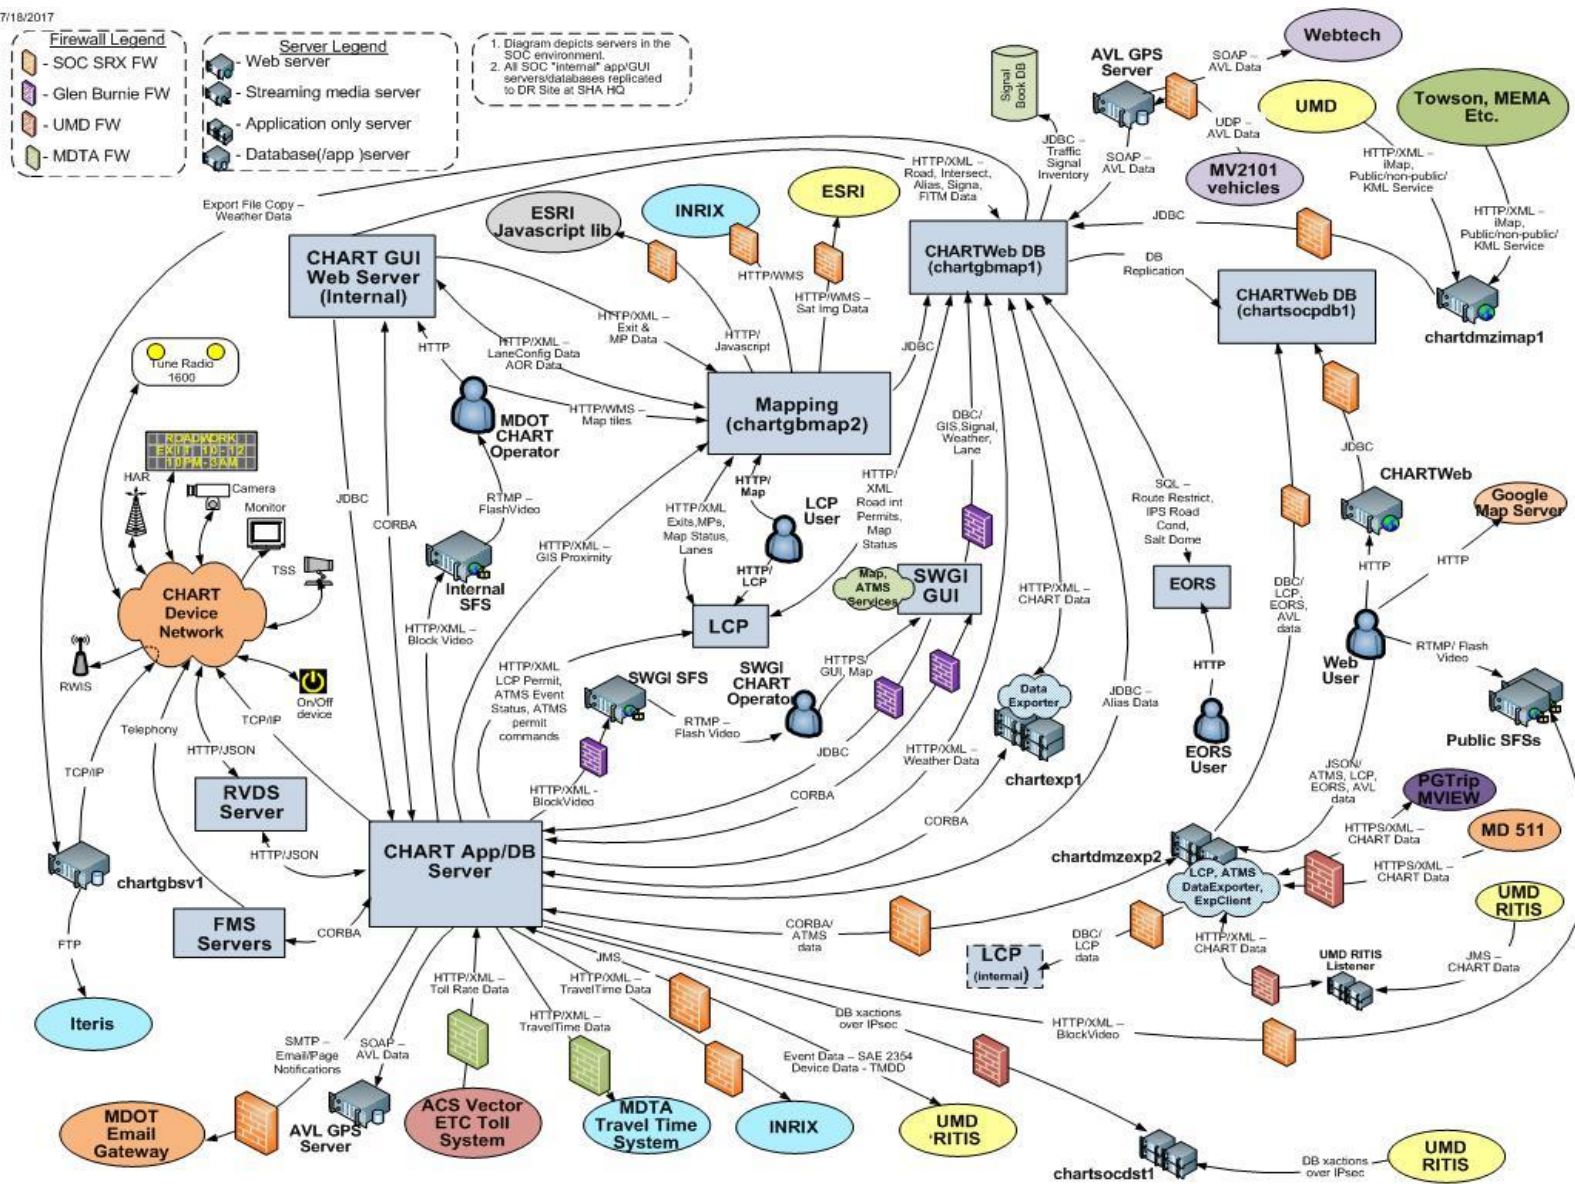 7/18/2017
Firewall Legend
- SOC SRX FW
- Glen Burnie FW
- UMD FW
- MDTA FW
Server Legend
- Web server
- Streaming media server
- Application only server
- Database(/app )server
1. Diagram depicts servers in the
SOC environment.
2. All SOC "internal" app/GUI
servers/databases replicated
to DR Site at SHA HQ
Signal
Book DB
AVL GPS
Server
SOAP –
AVL Data
Webtech
UDP –
AVL Data
MV2101
vehicles
UMD
Towson, MEMA
Etc.
JDBC –
Traffic
Signal
Inventory
SOAP –
AVL Data
HTTP/XML –
iMap,
Public/non-public/
KML Service
HTTP/XML –
iMap,
Public/non-public/
KML Service
JDBC
chartdmzimap1
Export File Copy –
Weather Data
HTTP/XML –
Road, Intersect,
Alias, Signa,
FITM Data
ESRI
Javascript lib
INRIX
ESRI
HTTP/WMS
HTTP/WMS –
Sat Img Data
HTTP/
Javascript
CHART GUI
Web Server
(Internal)
CHARTWeb DB
(chartgbmap1)
DB
Replication
CHARTWeb DB
(chartsocpdb1)
HTTP/XML –
Exit &
MP Data
HTTP/XML –
LaneConfig Data
AOR Data
HTTP
JDBC
Tune Radio
1600
ROADWORK
EXIT 10-12
10PM-3AM
HAR
Camera
Monitor
TSS
MDOT
CHART
Operator
HTTP/WMS –
Map tiles
Mapping
(chartgbmap2)
DBC/
GIS,Signal,
Weather,
Lane
JDBC
CHARTWeb
JDBC
CORBA
RTMP –
FlashVideo
HTTP/XML
Exits,MPs,
Map Status,
Lanes
HTTP/
Map
LCP
User
HTTP/
XML
Road int
Permits,
Map
Status
SQL –
Route Restrict,
IPS Road
Cond,
Salt Dome
Google
Map Server
HTTP
HTTP
HTTP/XML –
GIS Proximity
HTTP/
LCP
Internal
SFS
CHART
Device
Network
HTTP/XML –
Block Video
Map,
ATMS
Services
SWGI
GUI
HTTP/XML –
CHART Data
EORS
DBC/
LCP,
EORS,
AVL
data
LCP
RWIS
On/Off
device
HTTP/XML
LCP Permit,
ATMS Event
Status, ATMS
permit
commands
SWGI SFS
SWGI
CHART
Operator
HTTPS/
GUI, Map
HTTP
Web
User
RTMP/ Flash
Video
Telephony
TCP/IP
RTMP –
Flash Video
Data
Exporter
JDBC –
Alias Data
Public SFSs
HTTP/JSON
TCP/IP
JDBC
HTTP/XML –
Weather Data
chartexp1
EORS
User
JSON/
ATMS, LCP,
EORS, AVL
data
PGTrip
MVIEW
RVDS
Server
HTTP/XML -
BlockVideo
CORBA
CORBA
HTTPS/XML –
CHART Data
MD 511
HTTP/JSON
CHART App/DB
Server
chartdmzexp2
HTTPS/XML –
CHART Data
chartgbsv1
LCP, ATMS
DataExporter,
ExpClient
UMD
RITIS
FMS
Servers
CORBA
CORBA/
ATMS
data
DBC/
LCP
data
HTTP/XML –
CHART Data
FTP
LCP
(internal)
UMD RITIS
Listener
JMS –
CHART Data
HTTP/XML –
Toll Rate Data
JMS
HTTP/XML –
TravelTime Data
Iteris
HTTP/XML –
TravelTime Data
DB xactions
over IPsec
HTTP/XML –
BlockVideo
SMTP –
Email/Page
Notifications
SOAP –
AVL Data
Event Data – SAE 2354
Device Data - TMDD
MDOT
Email
Gateway
AVL GPS
Server
ACS Vector
ETC Toll
System
MDTA
Travel Time
System
INRIX
UMD
'RITIS
chartsocdst1
DB xactions
over IPsec
UMD
RITIS